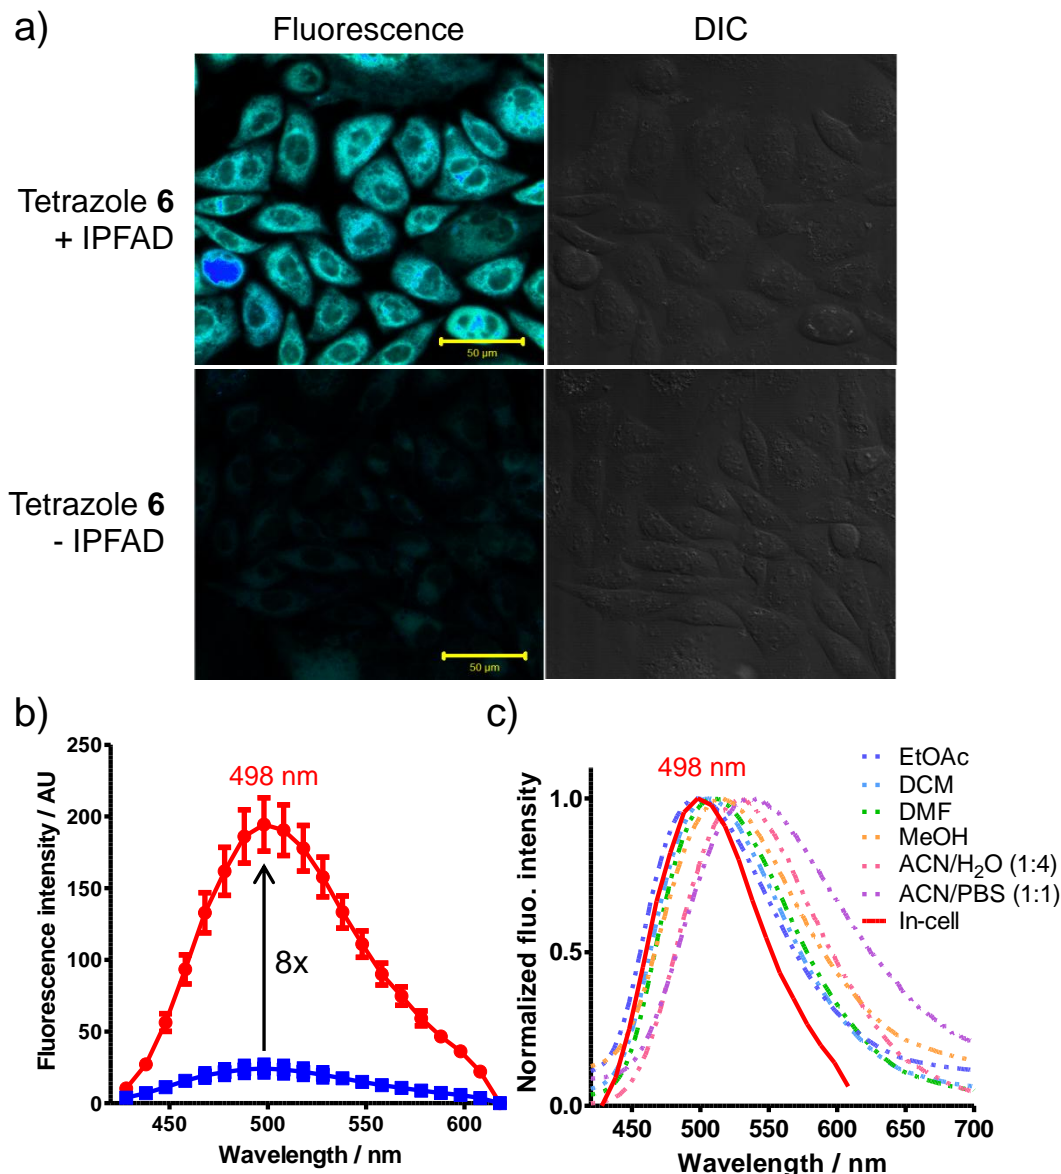 a)
Fluorescence
DIC
Tetrazole 6
+ IPFAD
50 μm
Tetrazole 6
- IPFAD
50 μm
b)
250
200
150
100
50
0
Fluorescence intensity / AU
498 nm
8x
450
500
550
600
Wavelength / nm
c)
EtOAc
DCM
DMF
MeOH
ACN/H₂O (1:4)
ACN/PBS (1:1)
In-cell
498 nm
1.0
0.5
0.0
Normalized fluo. intensity
450
500
550
600
650
700
Wavelength / nm